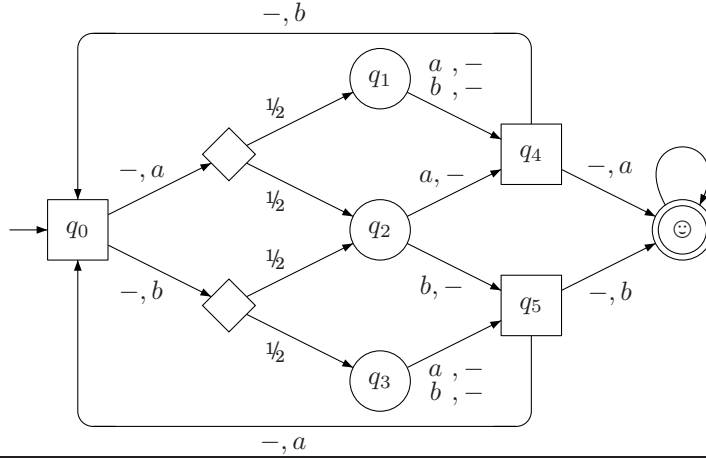 −, b
q₁
a , −
b , −
½
−, a
q₄
−, a
½
a, −
q₀
q₂
☺
½
b, −
−, b
q₅
−, b
½
q₃
a , −
b , −
−, a